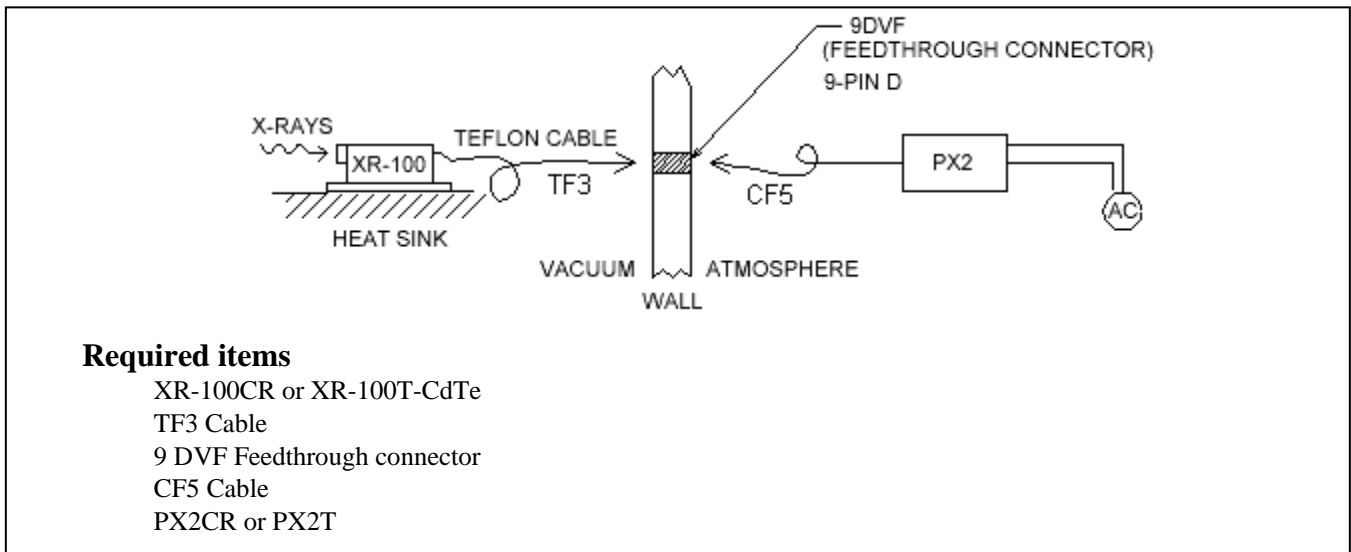 9DVF
(FEEDTHROUGH CONNECTOR)
9-PIN D
X-RAYS
TEFLON CABLE
XR-100
TF3
CF5
PX2
AC
HEAT SINK
VACUUM
ATMOSPHERE
WALL
Required items
XR-100CR or XR-100T-CdTe
TF3 Cable
9 DVF Feedthrough connector
CF5 Cable
PX2CR or PX2T